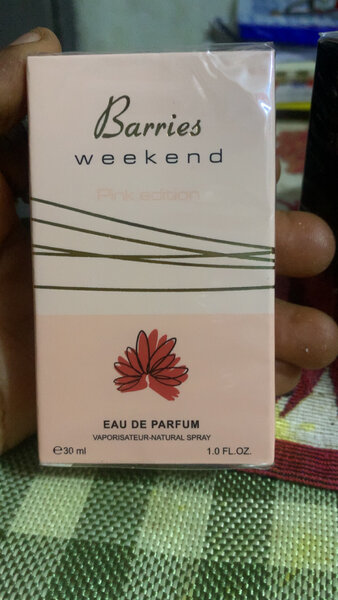 Barries
weekend
Pink edition
EAU DE PARFUM
VAPORISATEUR-NATURAL SPRAY
℮30 ml 1.0 FL.OZ.